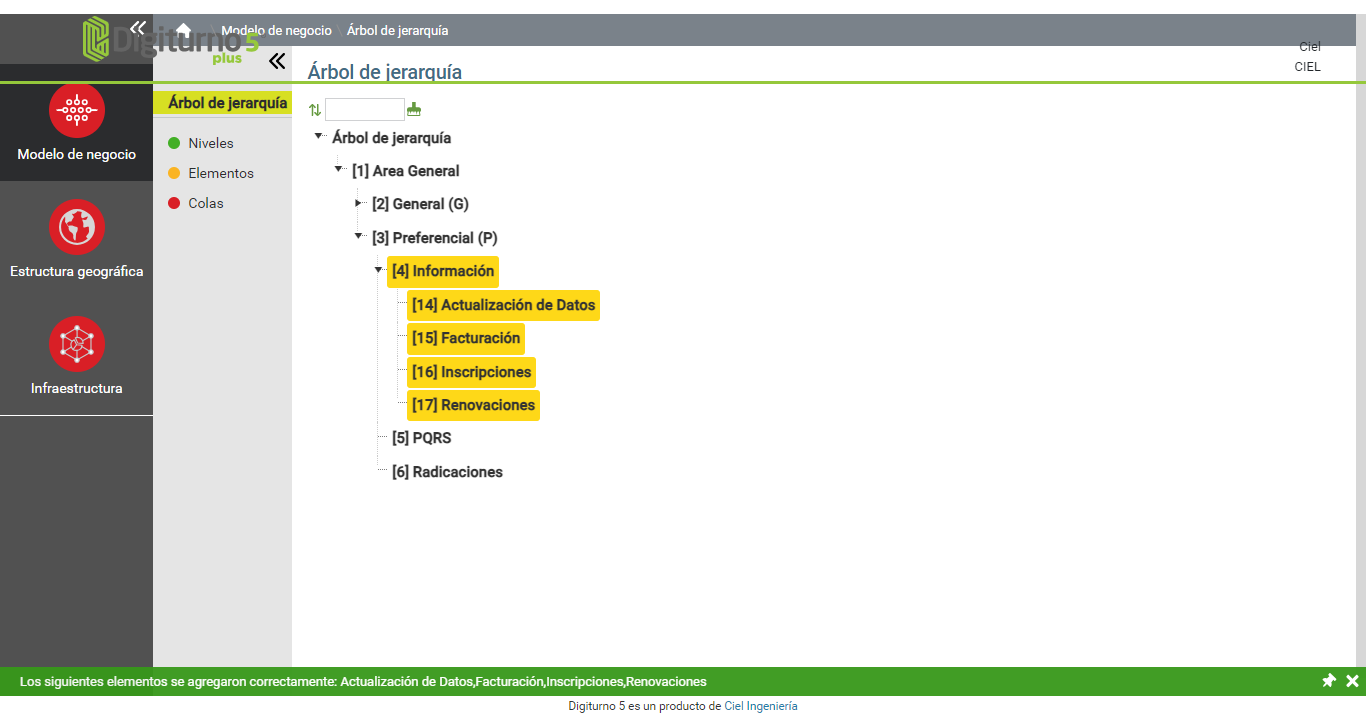 Digiturno 5
plus
Modelo de negocio Árbol de jerarquía
Ciel
CIEL
Árbol de jerarquía
Modelo de negocio
Estructura geográfica
Infraestructura
Árbol de jerarquía
Niveles
Elementos
Colas
Árbol de jerarquía
[1] Area General
[2] General (G)
[3] Preferencial (P)
[4] Información
[14] Actualización de Datos
[15] Facturación
[16] Inscripciones
[17] Renovaciones
[5] PQRS
[6] Radicaciones
Los siguientes elementos se agregaron correctamente: Actualización de Datos,Facturación,Inscripciones,Renovaciones
Digiturno 5 es un producto de Ciel Ingeniería